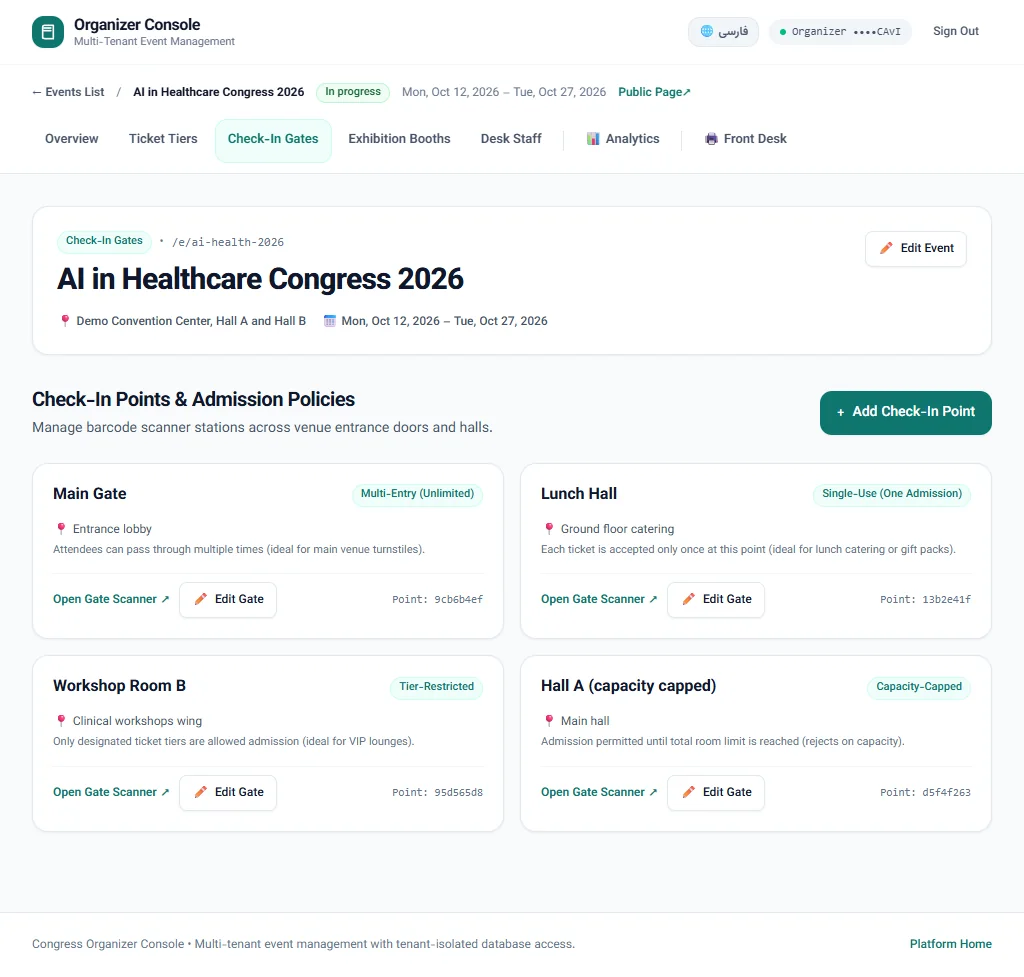 Organizer Console
Multi-Tenant Event Management
فارسی
Organizer ••••CAvI
Sign Out
← Events List / AI in Healthcare Congress 2026 In progress Mon, Oct 12, 2026 – Tue, Oct 27, 2026 Public Page↗
Overview Ticket Tiers Check-In Gates Exhibition Booths Desk Staff Analytics Front Desk
Check-In Gates • /e/ai-health-2026
Edit Event
AI in Healthcare Congress 2026
Demo Convention Center, Hall A and Hall B Mon, Oct 12, 2026 – Tue, Oct 27, 2026
Check-In Points & Admission Policies
Manage barcode scanner stations across venue entrance doors and halls.
+ Add Check-In Point
Main Gate
Multi-Entry (Unlimited)
Entrance lobby
Attendees can pass through multiple times (ideal for main venue turnstiles).
Open Gate Scanner ↗ Edit Gate Point: 9cb6b4ef
Lunch Hall
Single-Use (One Admission)
Ground floor catering
Each ticket is accepted only once at this point (ideal for lunch catering or gift packs).
Open Gate Scanner ↗ Edit Gate Point: 13b2e41f
Workshop Room B
Tier-Restricted
Clinical workshops wing
Only designated ticket tiers are allowed admission (ideal for VIP lounges).
Open Gate Scanner ↗ Edit Gate Point: 95d565d8
Hall A (capacity capped)
Capacity-Capped
Main hall
Admission permitted until total room limit is reached (rejects on capacity).
Open Gate Scanner ↗ Edit Gate Point: d5f4f263
Congress Organizer Console • Multi-tenant event management with tenant-isolated database access.
Platform Home